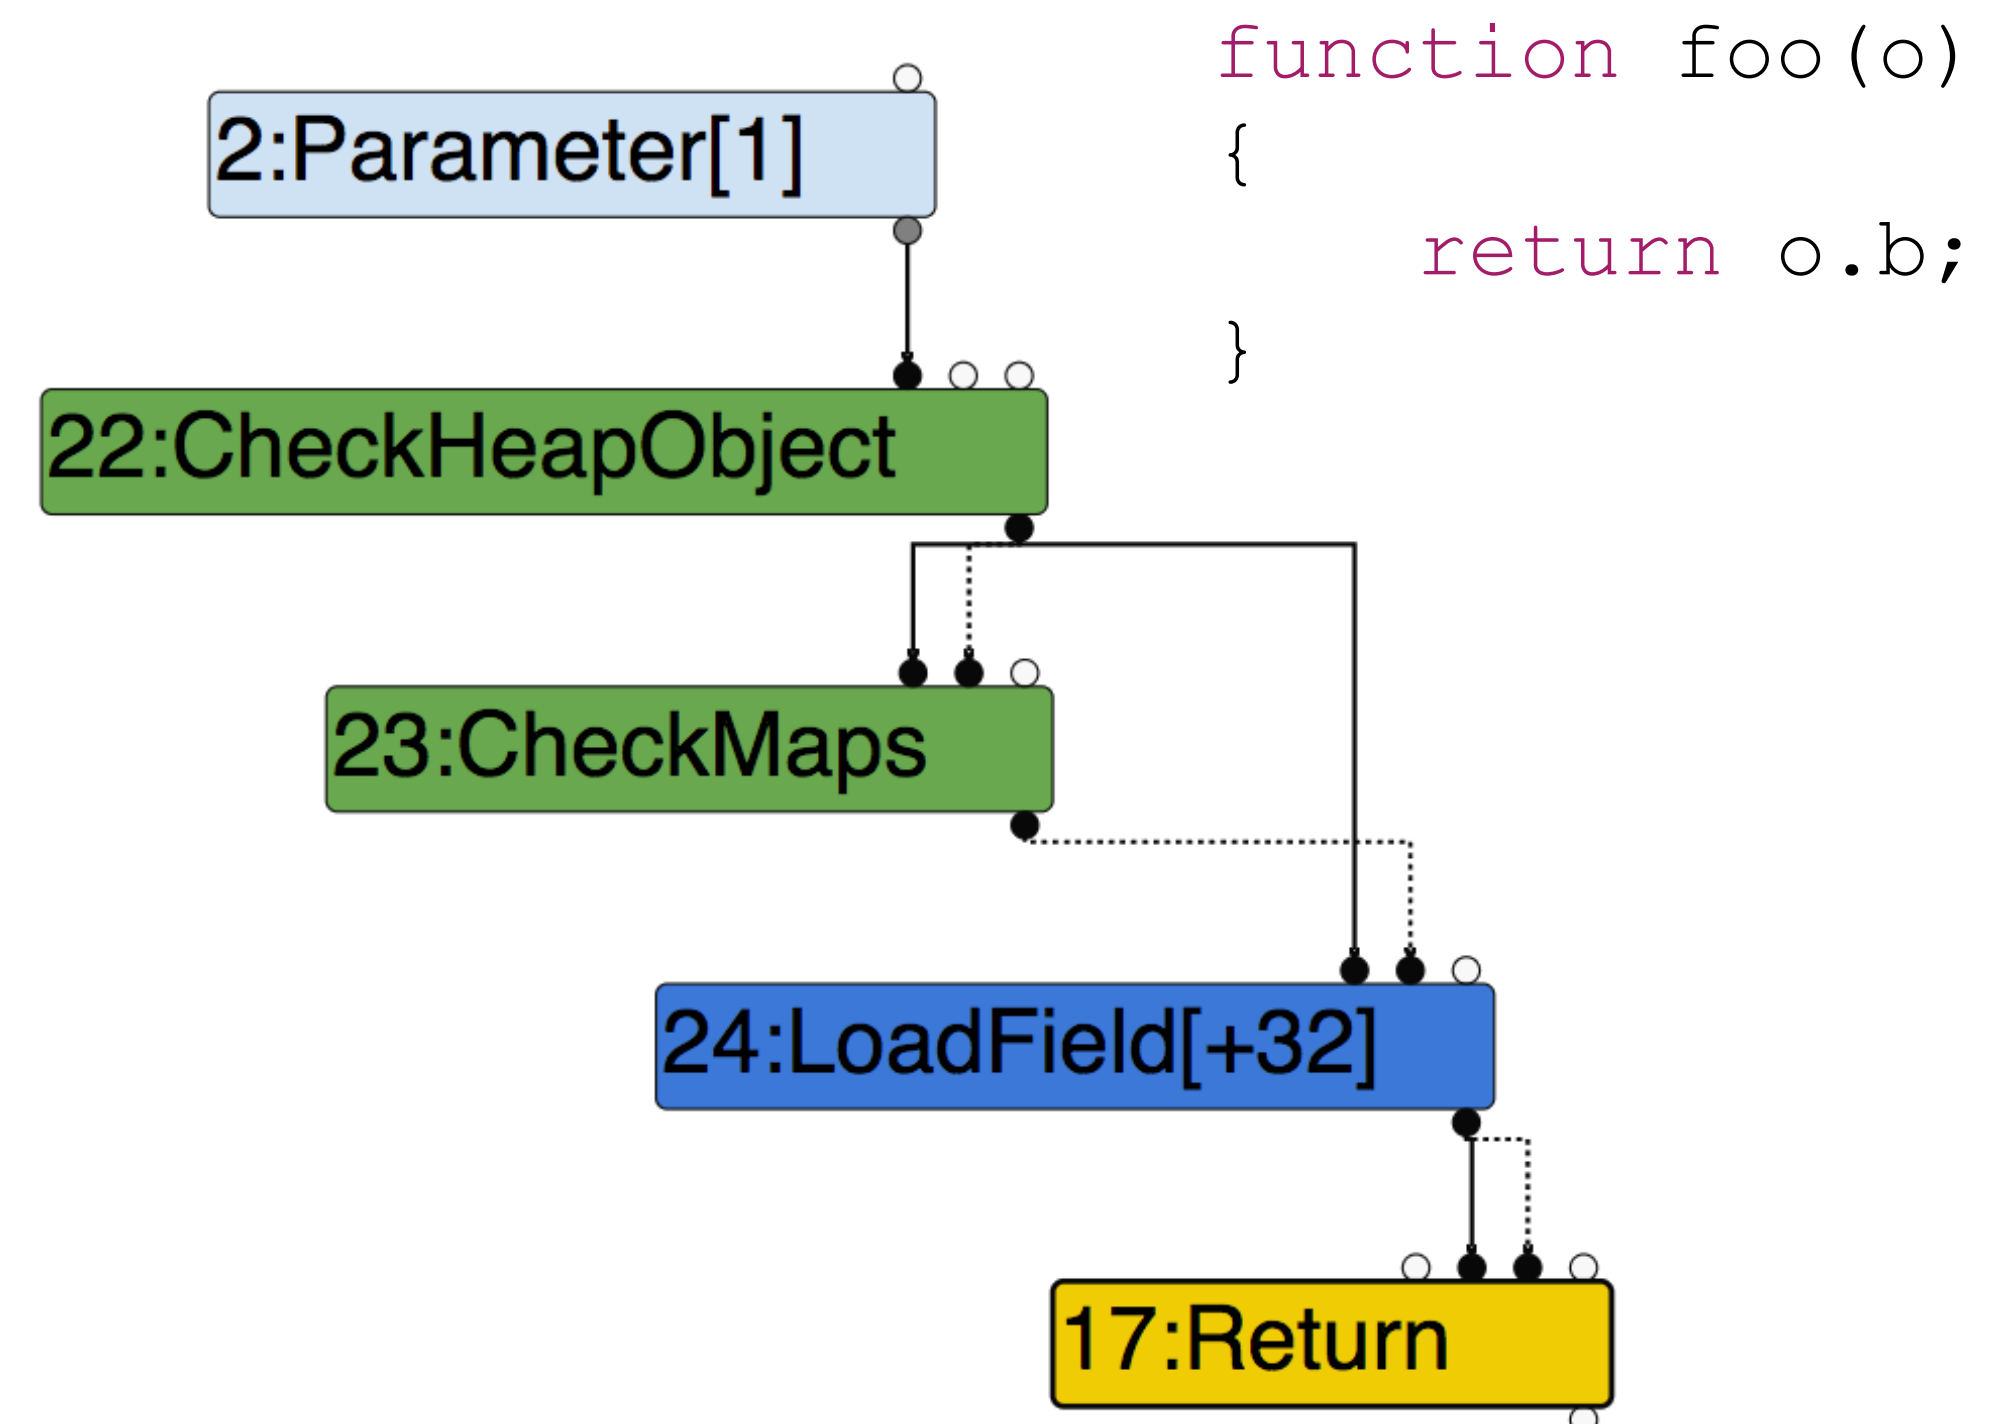 function foo(o)
{
    return o.b;
}
2:Parameter[1]
22:CheckHeapObject
23:CheckMaps
24:LoadField[+32]
17:Return